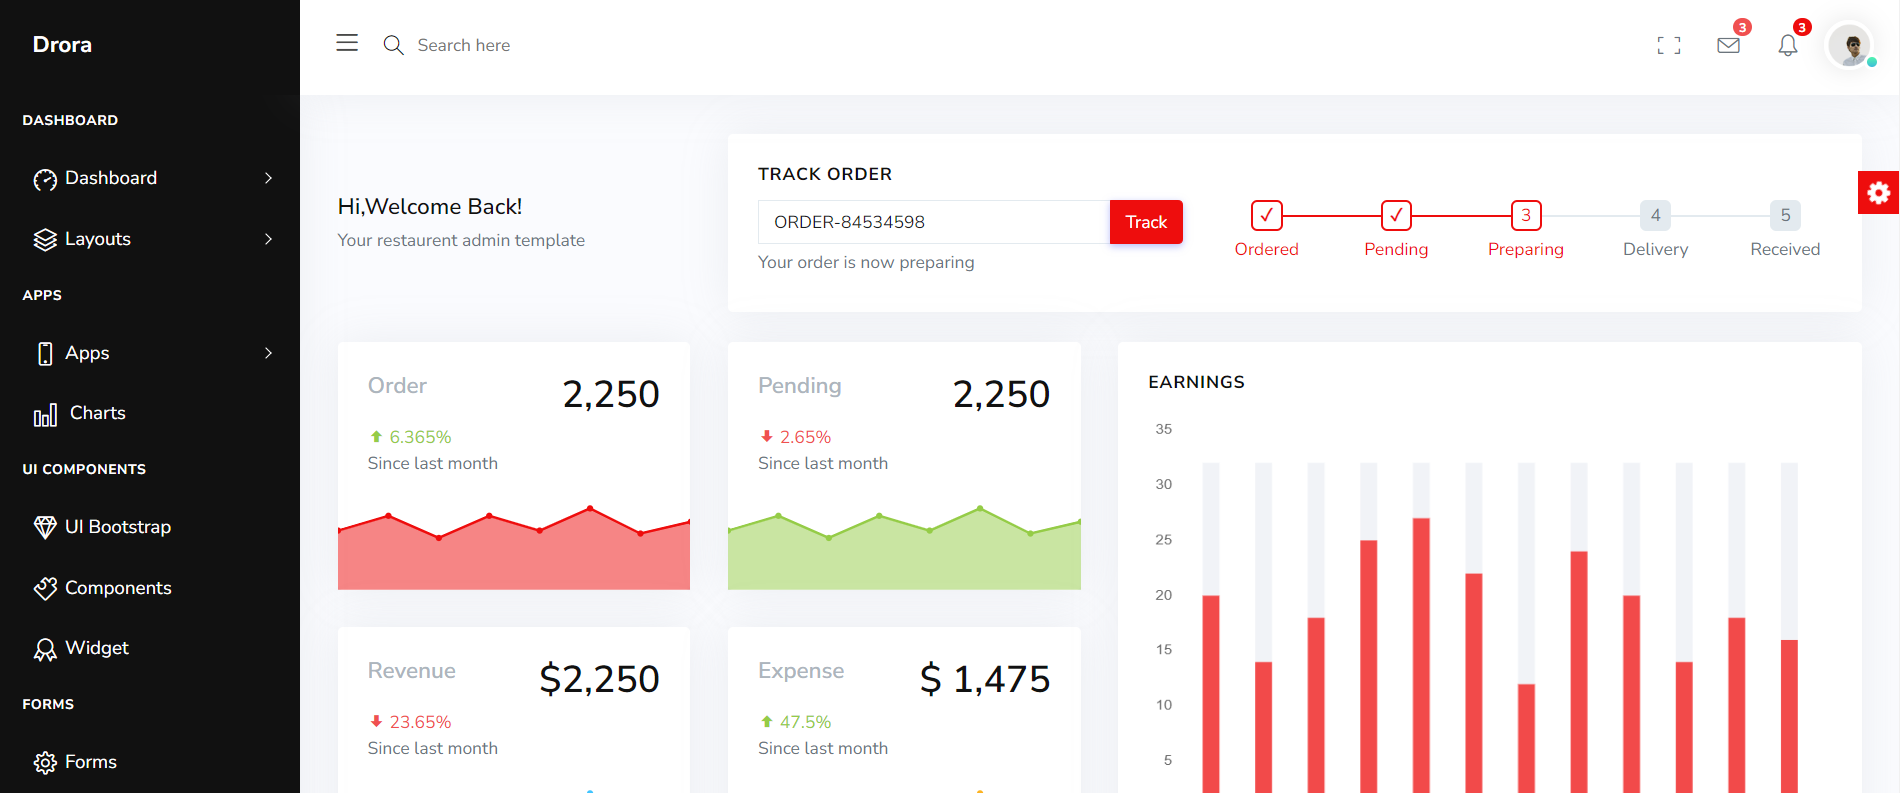 Drora
Search here
3
3
DASHBOARD
Dashboard
Layouts
APPS
Apps
Charts
UI COMPONENTS
UI Bootstrap
Components
Widget
FORMS
Forms
Hi,Welcome Back!
Your restaurent admin template
TRACK ORDER
ORDER-84534598
Track
Your order is now preparing
✓ ✓ 3 4 5
Ordered Pending Preparing Delivery Received
Order 2,250
6.365%
Since last month
Pending 2,250
2.65%
Since last month
Revenue $2,250
23.65%
Since last month
Expense $ 1,475
47.5%
Since last month
EARNINGS
35
30
25
20
15
10
5